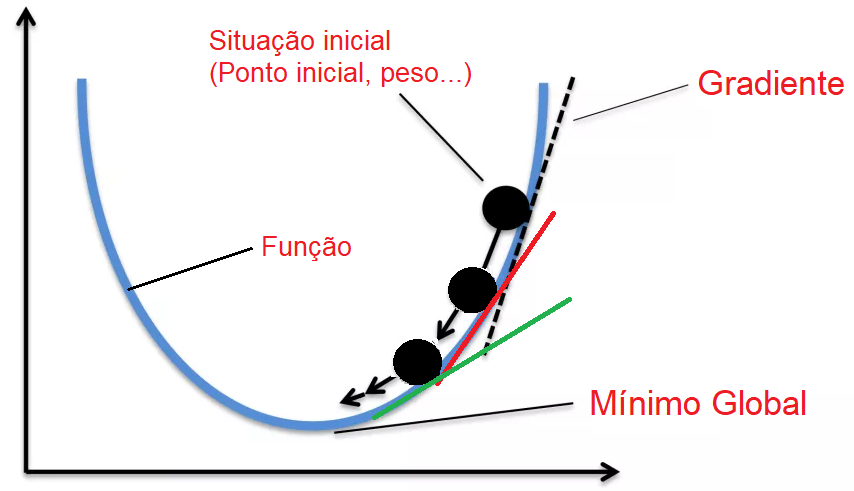 Situação inicial
(Ponto inicial, peso...)
Gradiente
Função
Mínimo Global